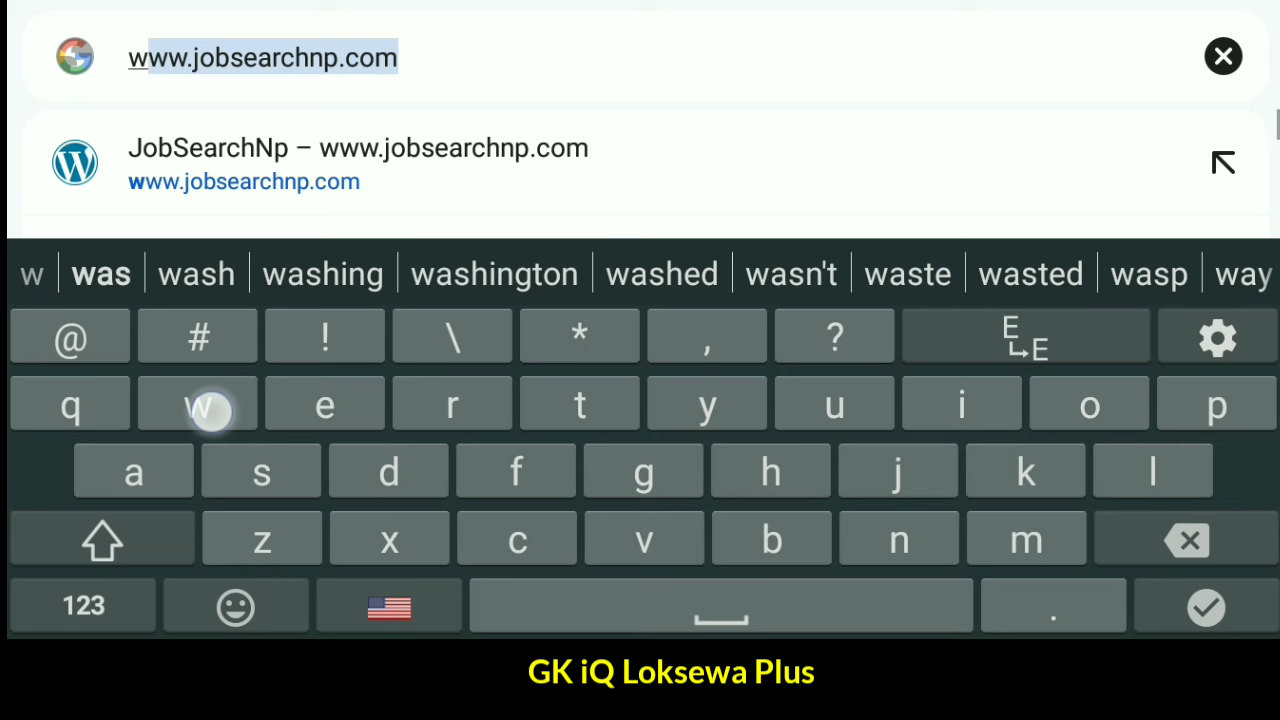 www.jobsearchnp.com
JobSearchNp – www.jobsearchnp.com
www.jobsearchnp.com
w was wash washing washington washed wasn't waste wasted wasp way
@ # ! \ * , ? E E
q w e r t y u i o p
a s d f g h j k l
z x c v b n m
123 .
GK iQ Loksewa Plus